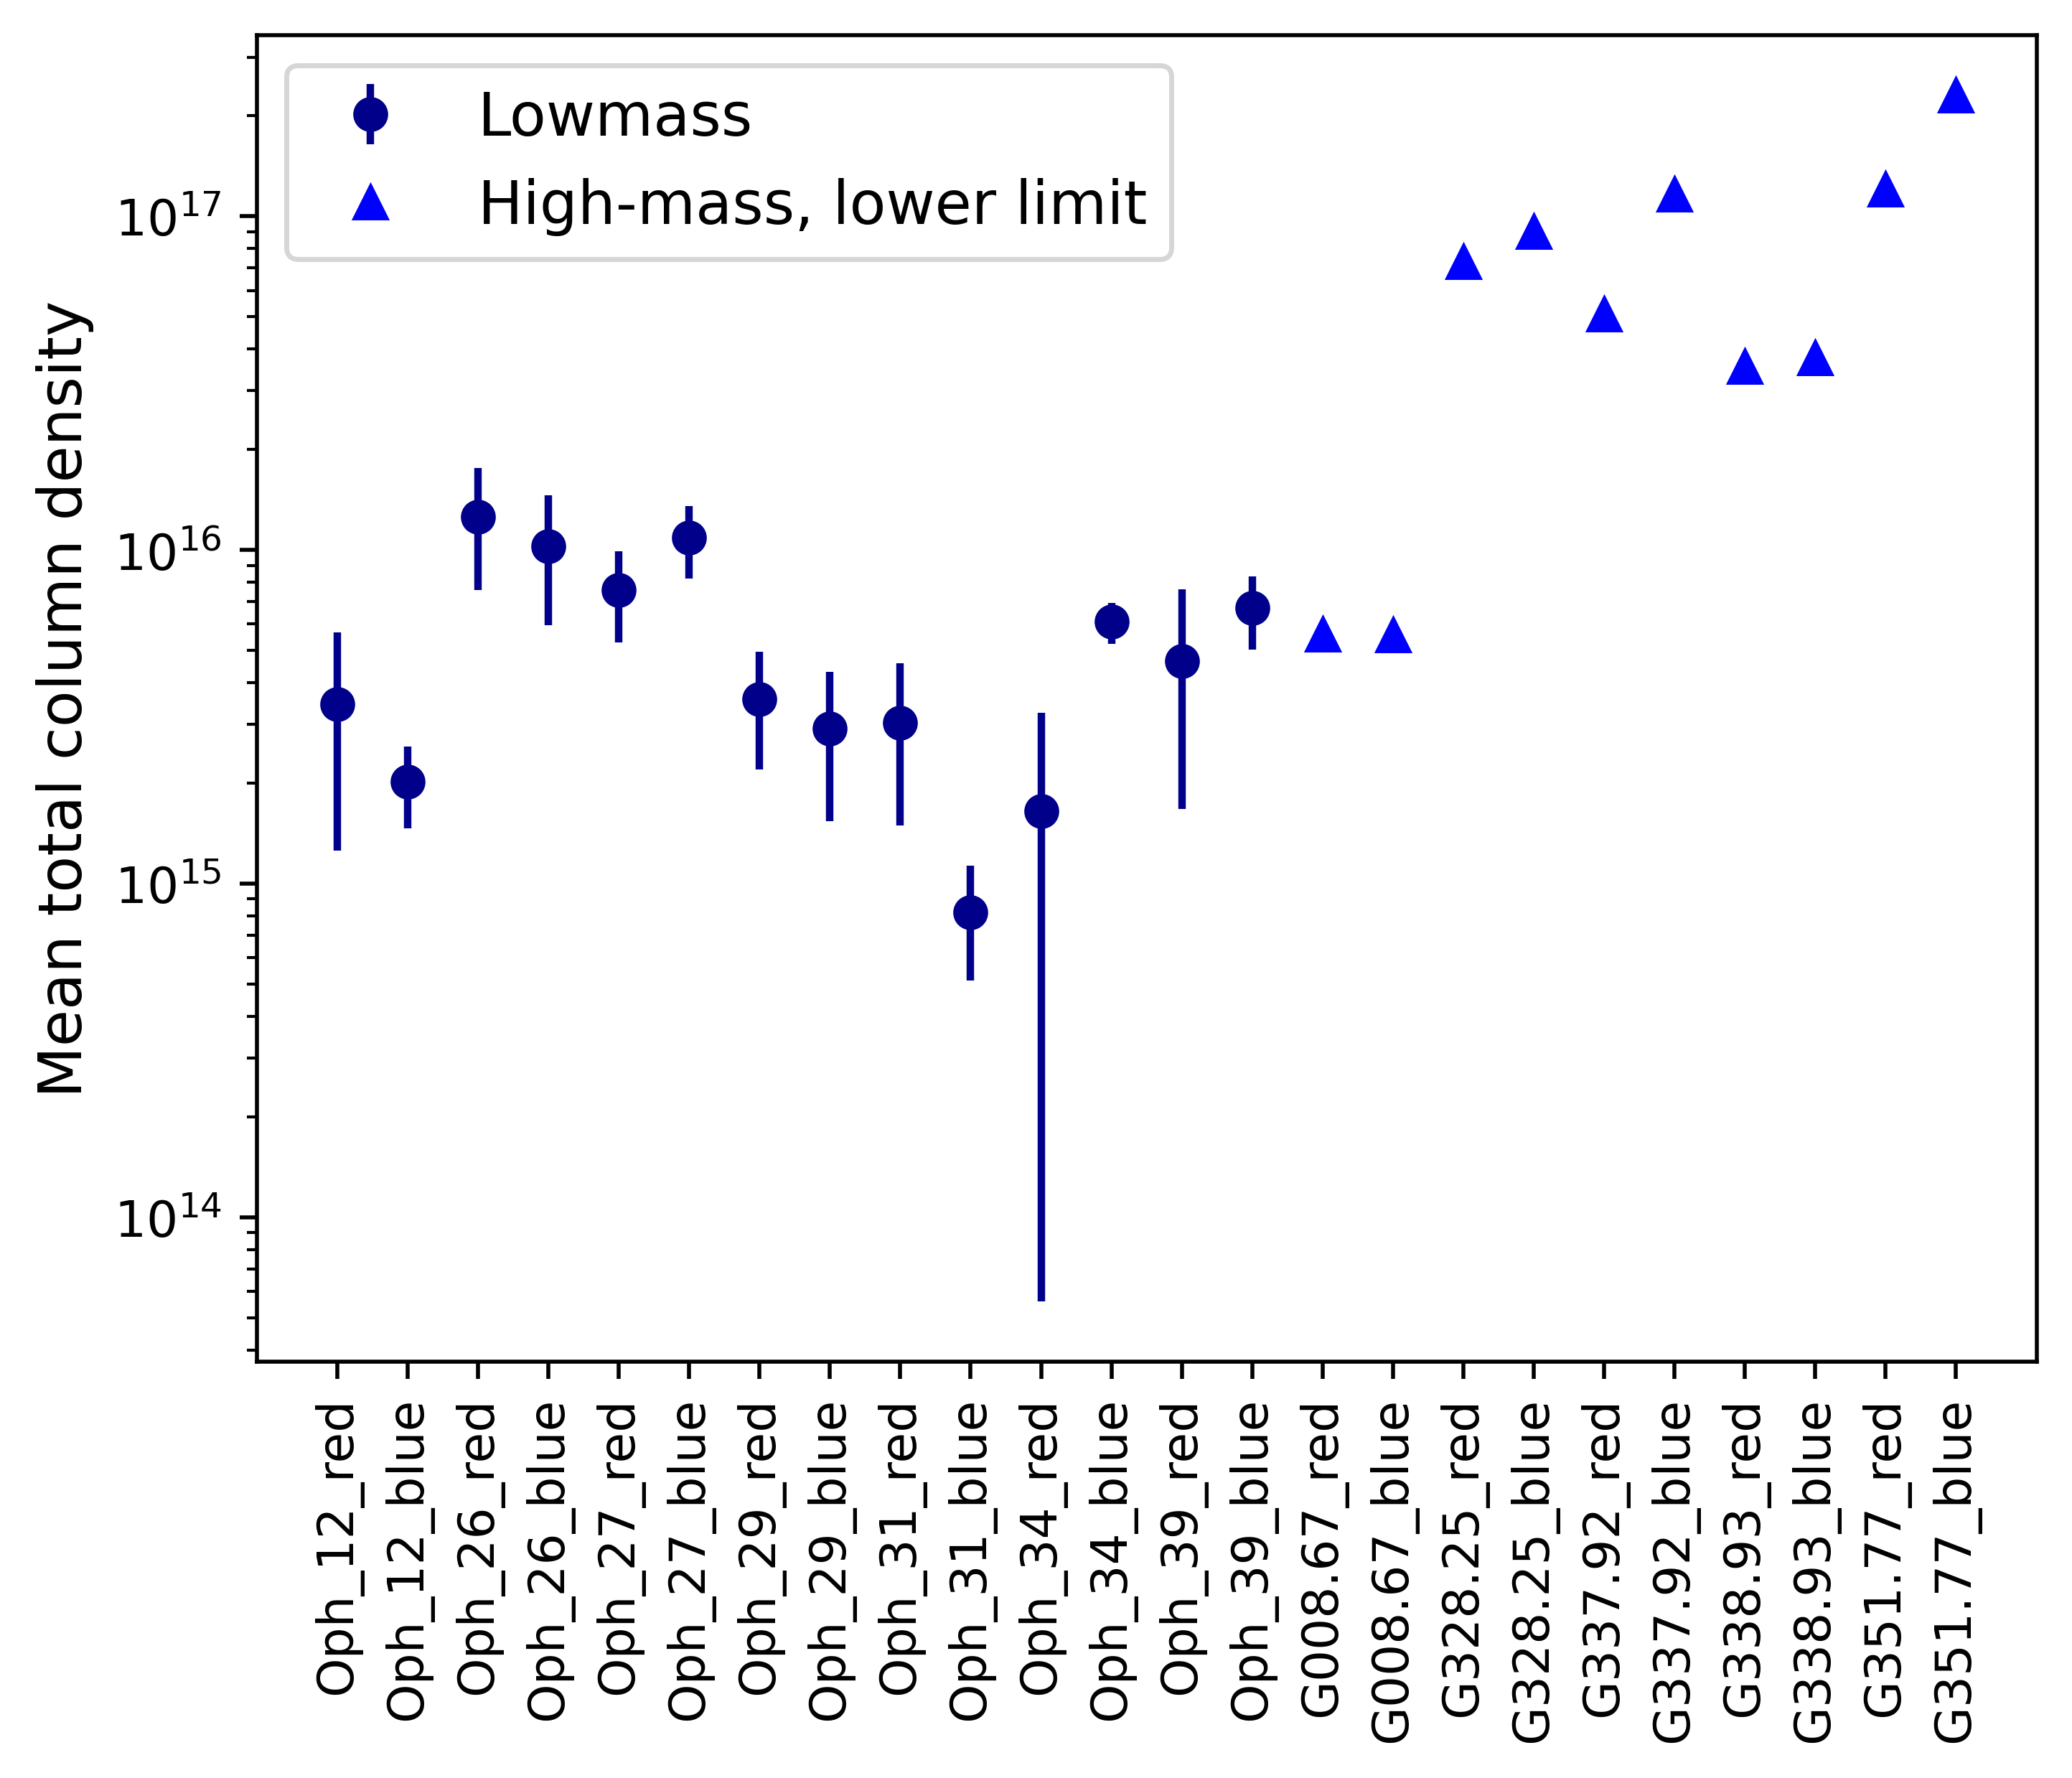 Lowmass
High-mass, lower limit
Mean total column density
10^17
10^16
10^15
10^14
Oph_12_red
Oph_12_blue
Oph_26_red
Oph_26_blue
Oph_27_red
Oph_27_blue
Oph_29_red
Oph_29_blue
Oph_31_red
Oph_31_blue
Oph_34_red
Oph_34_blue
Oph_39_red
Oph_39_blue
G008.67_red
G008.67_blue
G328.25_red
G328.25_blue
G337.92_red
G337.92_blue
G338.93_red
G338.93_blue
G351.77_red
G351.77_blue